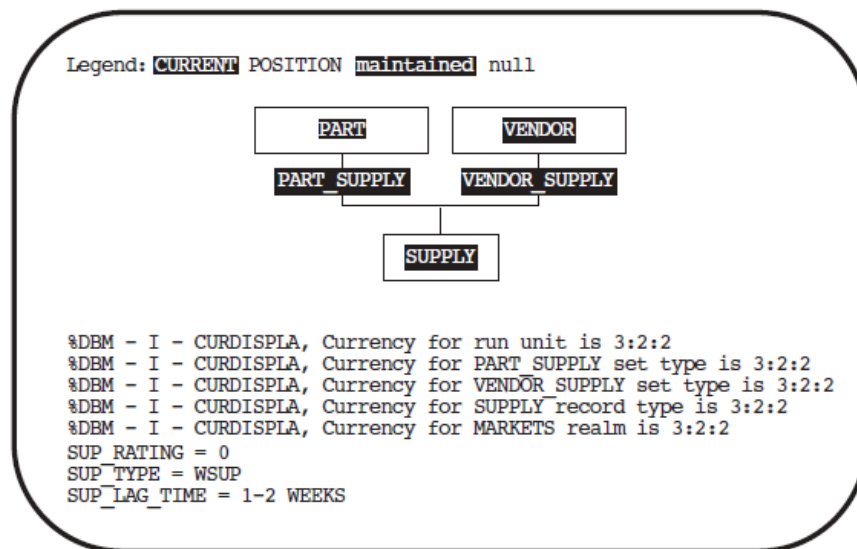 Legend: CURRENT POSITION maintained null
PART VENDOR
PART_SUPPLY VENDOR_SUPPLY
SUPPLY
%DBM - I - CURDISPLA, Currency for run unit is 3:2:2
%DBM - I - CURDISPLA, Currency for PART_SUPPLY set type is 3:2:2
%DBM - I - CURDISPLA, Currency for VENDOR_SUPPLY set type is 3:2:2
%DBM - I - CURDISPLA, Currency for SUPPLY record type is 3:2:2
%DBM - I - CURDISPLA, Currency for MARKETS realm is 3:2:2
SUP_RATING = 0
SUP_TYPE = WSUP
SUP_LAG_TIME = 1-2 WEEKS